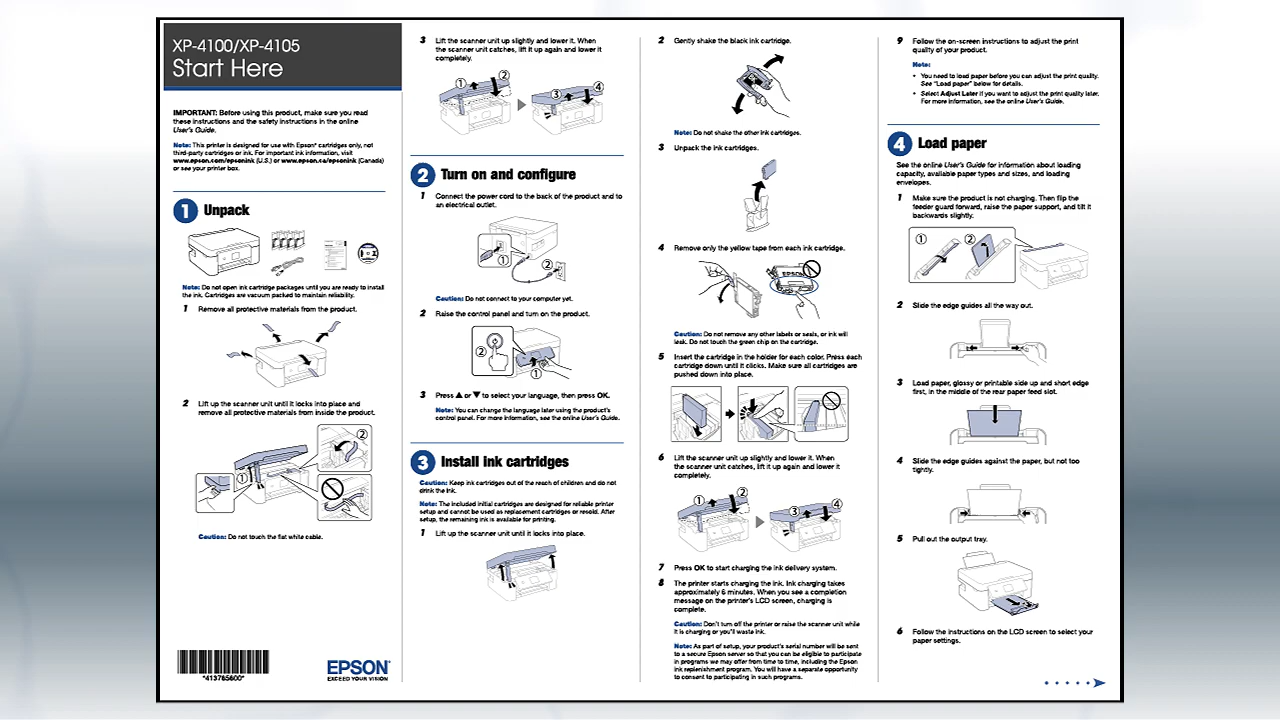 XP-4100/XP-4105
Start Here
IMPORTANT: Before using this product, make sure you read
these instructions and the safety instructions in the online
User's Guide.
Note: This printer is designed for use with Epson® cartridges only, not
third-party cartridges or ink. For important ink information, visit
www.epson.com/epsonink (U.S.) or www.epson.ca/epsonink (Canada)
or see your printer box.
1 Unpack
Note: Do not open ink cartridge packages until you are ready to install
the ink. Cartridges are vacuum packed to maintain reliability.
1 Remove all protective materials from the product.
2 Lift up the scanner unit until it locks into place and
remove all protective materials from inside the product.
1
2
Caution: Do not touch the flat white cable.
*413785600*
EPSON®
EXCEED YOUR VISION
3 Lift the scanner unit up slightly and lower it. When
the scanner unit catches, lift it up again and lower it
completely.
1 2 3 4
2 Turn on and configure
1 Connect the power cord to the back of the product and to
an electrical outlet.
1 2
Caution: Do not connect to your computer yet.
2 Raise the control panel and turn on the product.
2 1
3 Press ▲ or ▼ to select your language, then press OK.
Note: You can change the language later using the product's
control panel. For more information, see the online User's Guide.
3 Install ink cartridges
Caution: Keep ink cartridges out of the reach of children and do not
drink the ink.
Note: The included initial cartridges are designed for reliable printer
setup and cannot be used as replacement cartridges or resold. After
setup, the remaining ink is available for printing.
1 Lift up the scanner unit until it locks into place.
2 Gently shake the black ink cartridge.
Note: Do not shake the other ink cartridges.
3 Unpack the ink cartridges.
4 Remove only the yellow tape from each ink cartridge.
EPSON
Caution: Do not remove any other labels or seals, or ink will
leak. Do not touch the green chip on the cartridge.
5 Insert the cartridge in the holder for each color. Press each
cartridge down until it clicks. Make sure all cartridges are
pushed down into place.
6 Lift the scanner unit up slightly and lower it. When
the scanner unit catches, lift it up again and lower it
completely.
1 2 3 4
7 Press OK to start charging the ink delivery system.
8 The printer starts charging the ink. Ink charging takes
approximately 6 minutes. When you see a completion
message on the printer's LCD screen, charging is
complete.
Caution: Don't turn off the printer or raise the scanner unit while
it is charging or you'll waste ink.
Note: As part of setup, your product's serial number will be sent
to a secure Epson server so that you can be eligible to participate
in programs we may offer from time to time, including the Epson
ink replenishment program. You will have a separate opportunity
to consent to participating in such programs.
9 Follow the on-screen instructions to adjust the print
quality of your product.
Note:
• You need to load paper before you can adjust the print quality.
See "Load paper" below for details.
• Select Adjust Later if you want to adjust the print quality later.
For more information, see the online User's Guide.
4 Load paper
See the online User's Guide for information about loading
capacity, available paper types and sizes, and loading
envelopes.
1 Make sure the product is not charging. Then flip the
feeder guard forward, raise the paper support, and tilt it
backwards slightly.
1 2
2 Slide the edge guides all the way out.
3 Load paper, glossy or printable side up and short edge
first, in the middle of the rear paper feed slot.
4 Slide the edge guides against the paper, but not too
tightly.
5 Pull out the output tray.
6 Follow the instructions on the LCD screen to select your
paper settings.